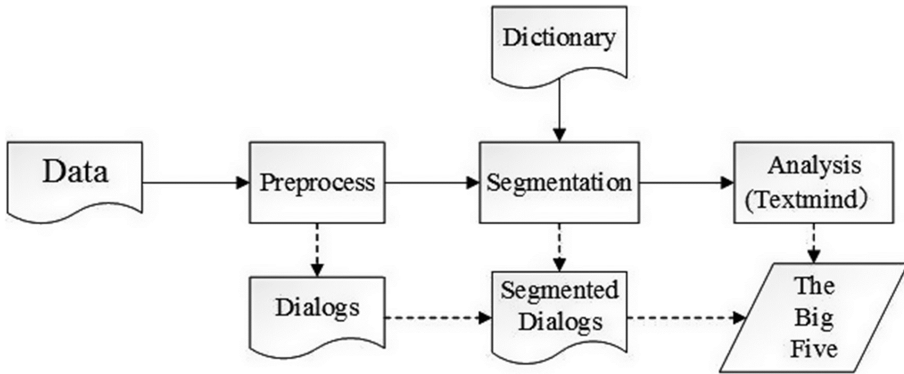 Dictionary
Data
Preprocess
Segmentation
Analysis
(Textmind）
Dialogs
Segmented
Dialogs
The
Big
Five